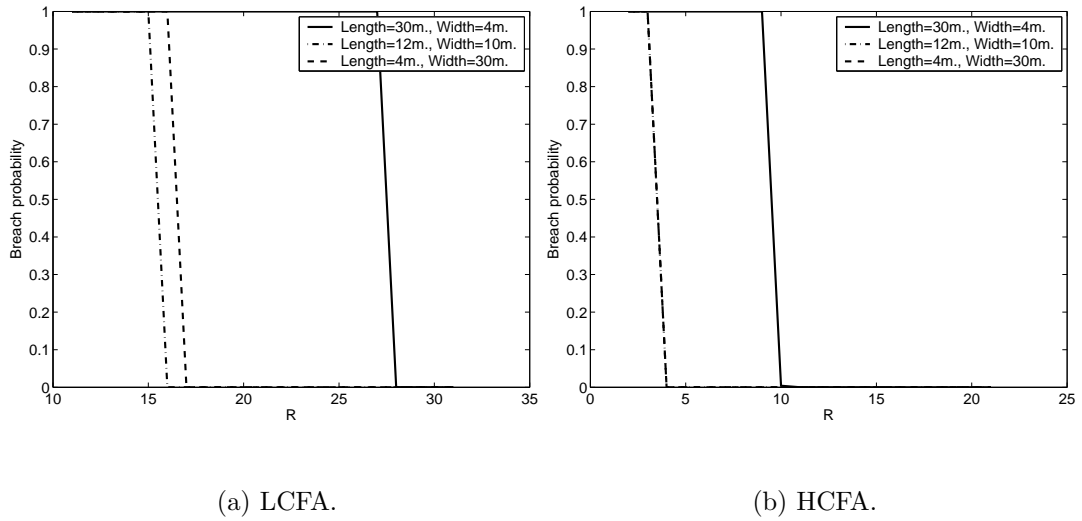 Length=30m., Width=4m.
Length=12m., Width=10m.
Length=4m., Width=30m.
1
0.9
0.8
0.7
0.6
0.5
0.4
0.3
0.2
0.1
0
Breach probability
10 15 20 25 30 35
R
(a) LCFA.
Length=30m., Width=4m.
Length=12m., Width=10m.
Length=4m., Width=30m.
1
0.9
0.8
0.7
0.6
0.5
0.4
0.3
0.2
0.1
0
Breach probability
0 5 10 15 20 25
R
(b) HCFA.